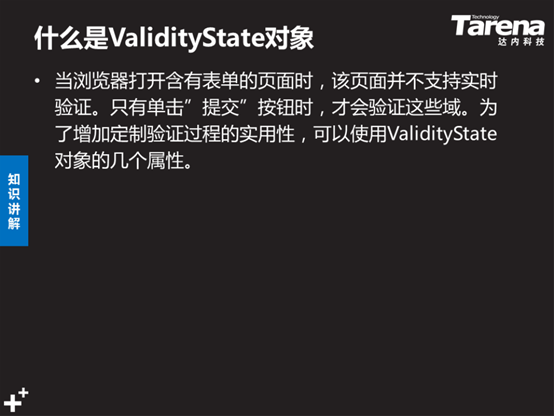 什么是ValidityState对象
Technology
Tarena
达内科技
• 当浏览器打开含有表单的页面时，该页面并不支持实时
验证。只有单击”提交”按钮时，才会验证这些域。为
了增加定制验证过程的实用性，可以使用ValidityState
对象的几个属性。
知
识
讲
解